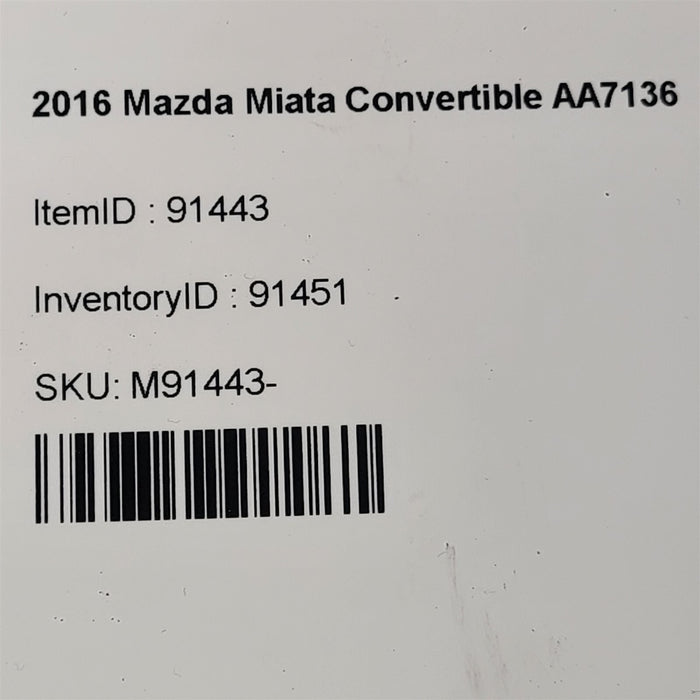 2016 Mazda Miata Convertible AA7136
ItemID : 91443
InventoryID : 91451
SKU: M91443-